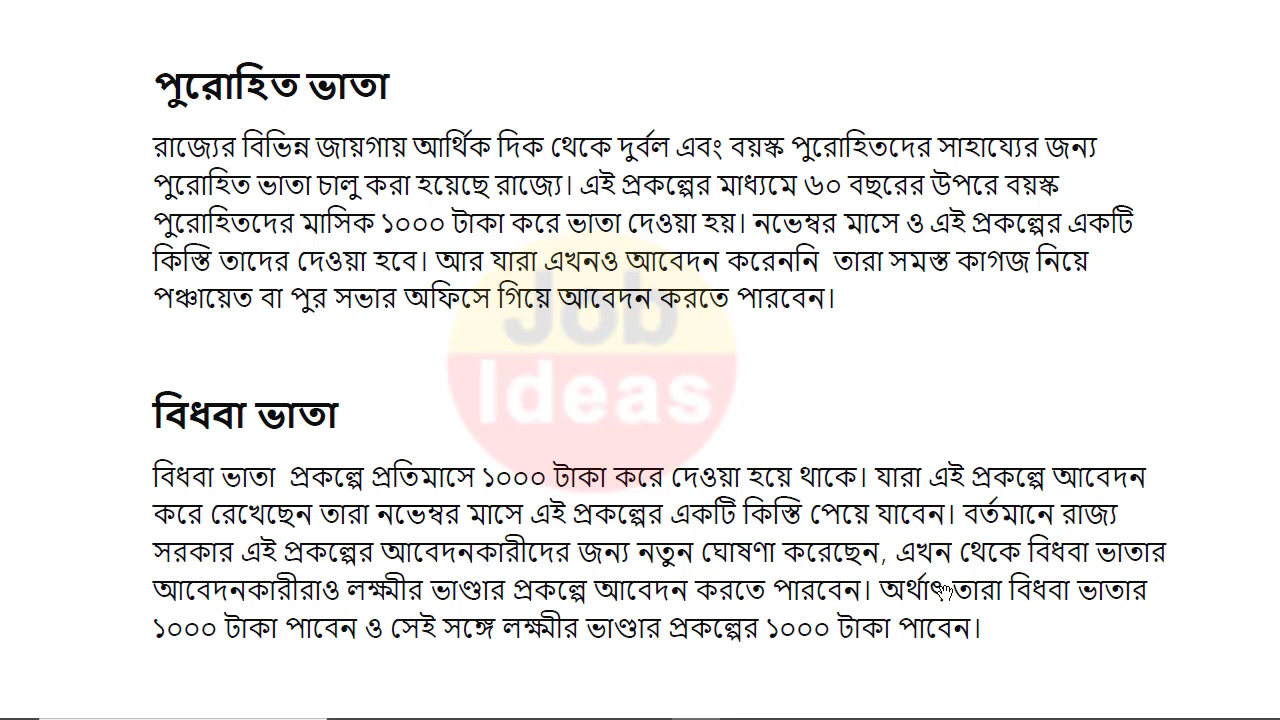 পুরোহিত ভাতা
রাজ্যের বিভিন্ন জায়গায় আর্থিক দিক থেকে দুর্বল এবং বয়স্ক পুরোহিতদের সাহায্যের জন্য
পুরোহিত ভাতা চালু করা হয়েছে রাজ্যে। এই প্রকল্পের মাধ্যমে ৬০ বছরের উপরে বয়স্ক
পুরোহিতদের মাসিক ১০০০ টাকা করে ভাতা দেওয়া হয়। নভেম্বর মাসে ও এই প্রকল্পের একটি
কিস্তি তাদের দেওয়া হবে। আর যারা এখনও আবেদন করেননি তারা সমস্ত কাগজ নিয়ে
পঞ্চায়েত বা পুর সভার অফিসে গিয়ে আবেদন করতে পারবেন।
Job
Ideas
বিধবা ভাতা
বিধবা ভাতা প্রকল্পে প্রতিমাসে ১০০০ টাকা করে দেওয়া হয়ে থাকে। যারা এই প্রকল্পে আবেদন
করে রেখেছেন তারা নভেম্বর মাসে এই প্রকল্পের একটি কিস্তি পেয়ে যাবেন। বর্তমানে রাজ্য
সরকার এই প্রকল্পের আবেদনকারীদের জন্য নতুন ঘোষণা করেছেন, এখন থেকে বিধবা ভাতার
আবেদনকারীরাও লক্ষ্মীর ভাণ্ডার প্রকল্পে আবেদন করতে পারবেন। অর্থাৎ তারা বিধবা ভাতার
১০০০ টাকা পাবেন ও সেই সঙ্গে লক্ষ্মীর ভাণ্ডার প্রকল্পের ১০০০ টাকা পাবেন।